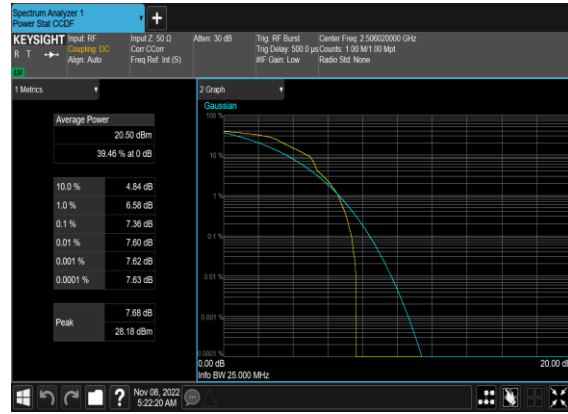 Spectrum Analyzer 1
Power Stat CCDF
+
KEYSIGHT
R T
LW
Input: RF
Coupling: DC
Align: Auto
Input Z: 50 Ω
Corr CCorr
Freq Ref: Int (S)
Atten: 30 dB
Trig: RF Burst
Trig Delay: 500.0 µs
#IF Gain: Low
Center Freq: 2.506020000 GHz
Counts: 1.00 M/1.00 Mpt
Radio Std: None
1 Metrics
Average Power
20.50 dBm
39.46 % at 0 dB
10.0 % 4.84 dB
1.0 % 6.58 dB
0.1 % 7.36 dB
0.01 % 7.60 dB
0.001 % 7.62 dB
0.0001 % 7.63 dB
Peak
7.68 dB
28.18 dBm
2 Graph
Gaussian
100 %
10 %
1 %
0.1 %
0.01 %
0.001 %
0.0001 %
0.00 dB
20.00 dB
Info BW 25.000 MHz
?
Nov 08, 2022
5:22:20 AM